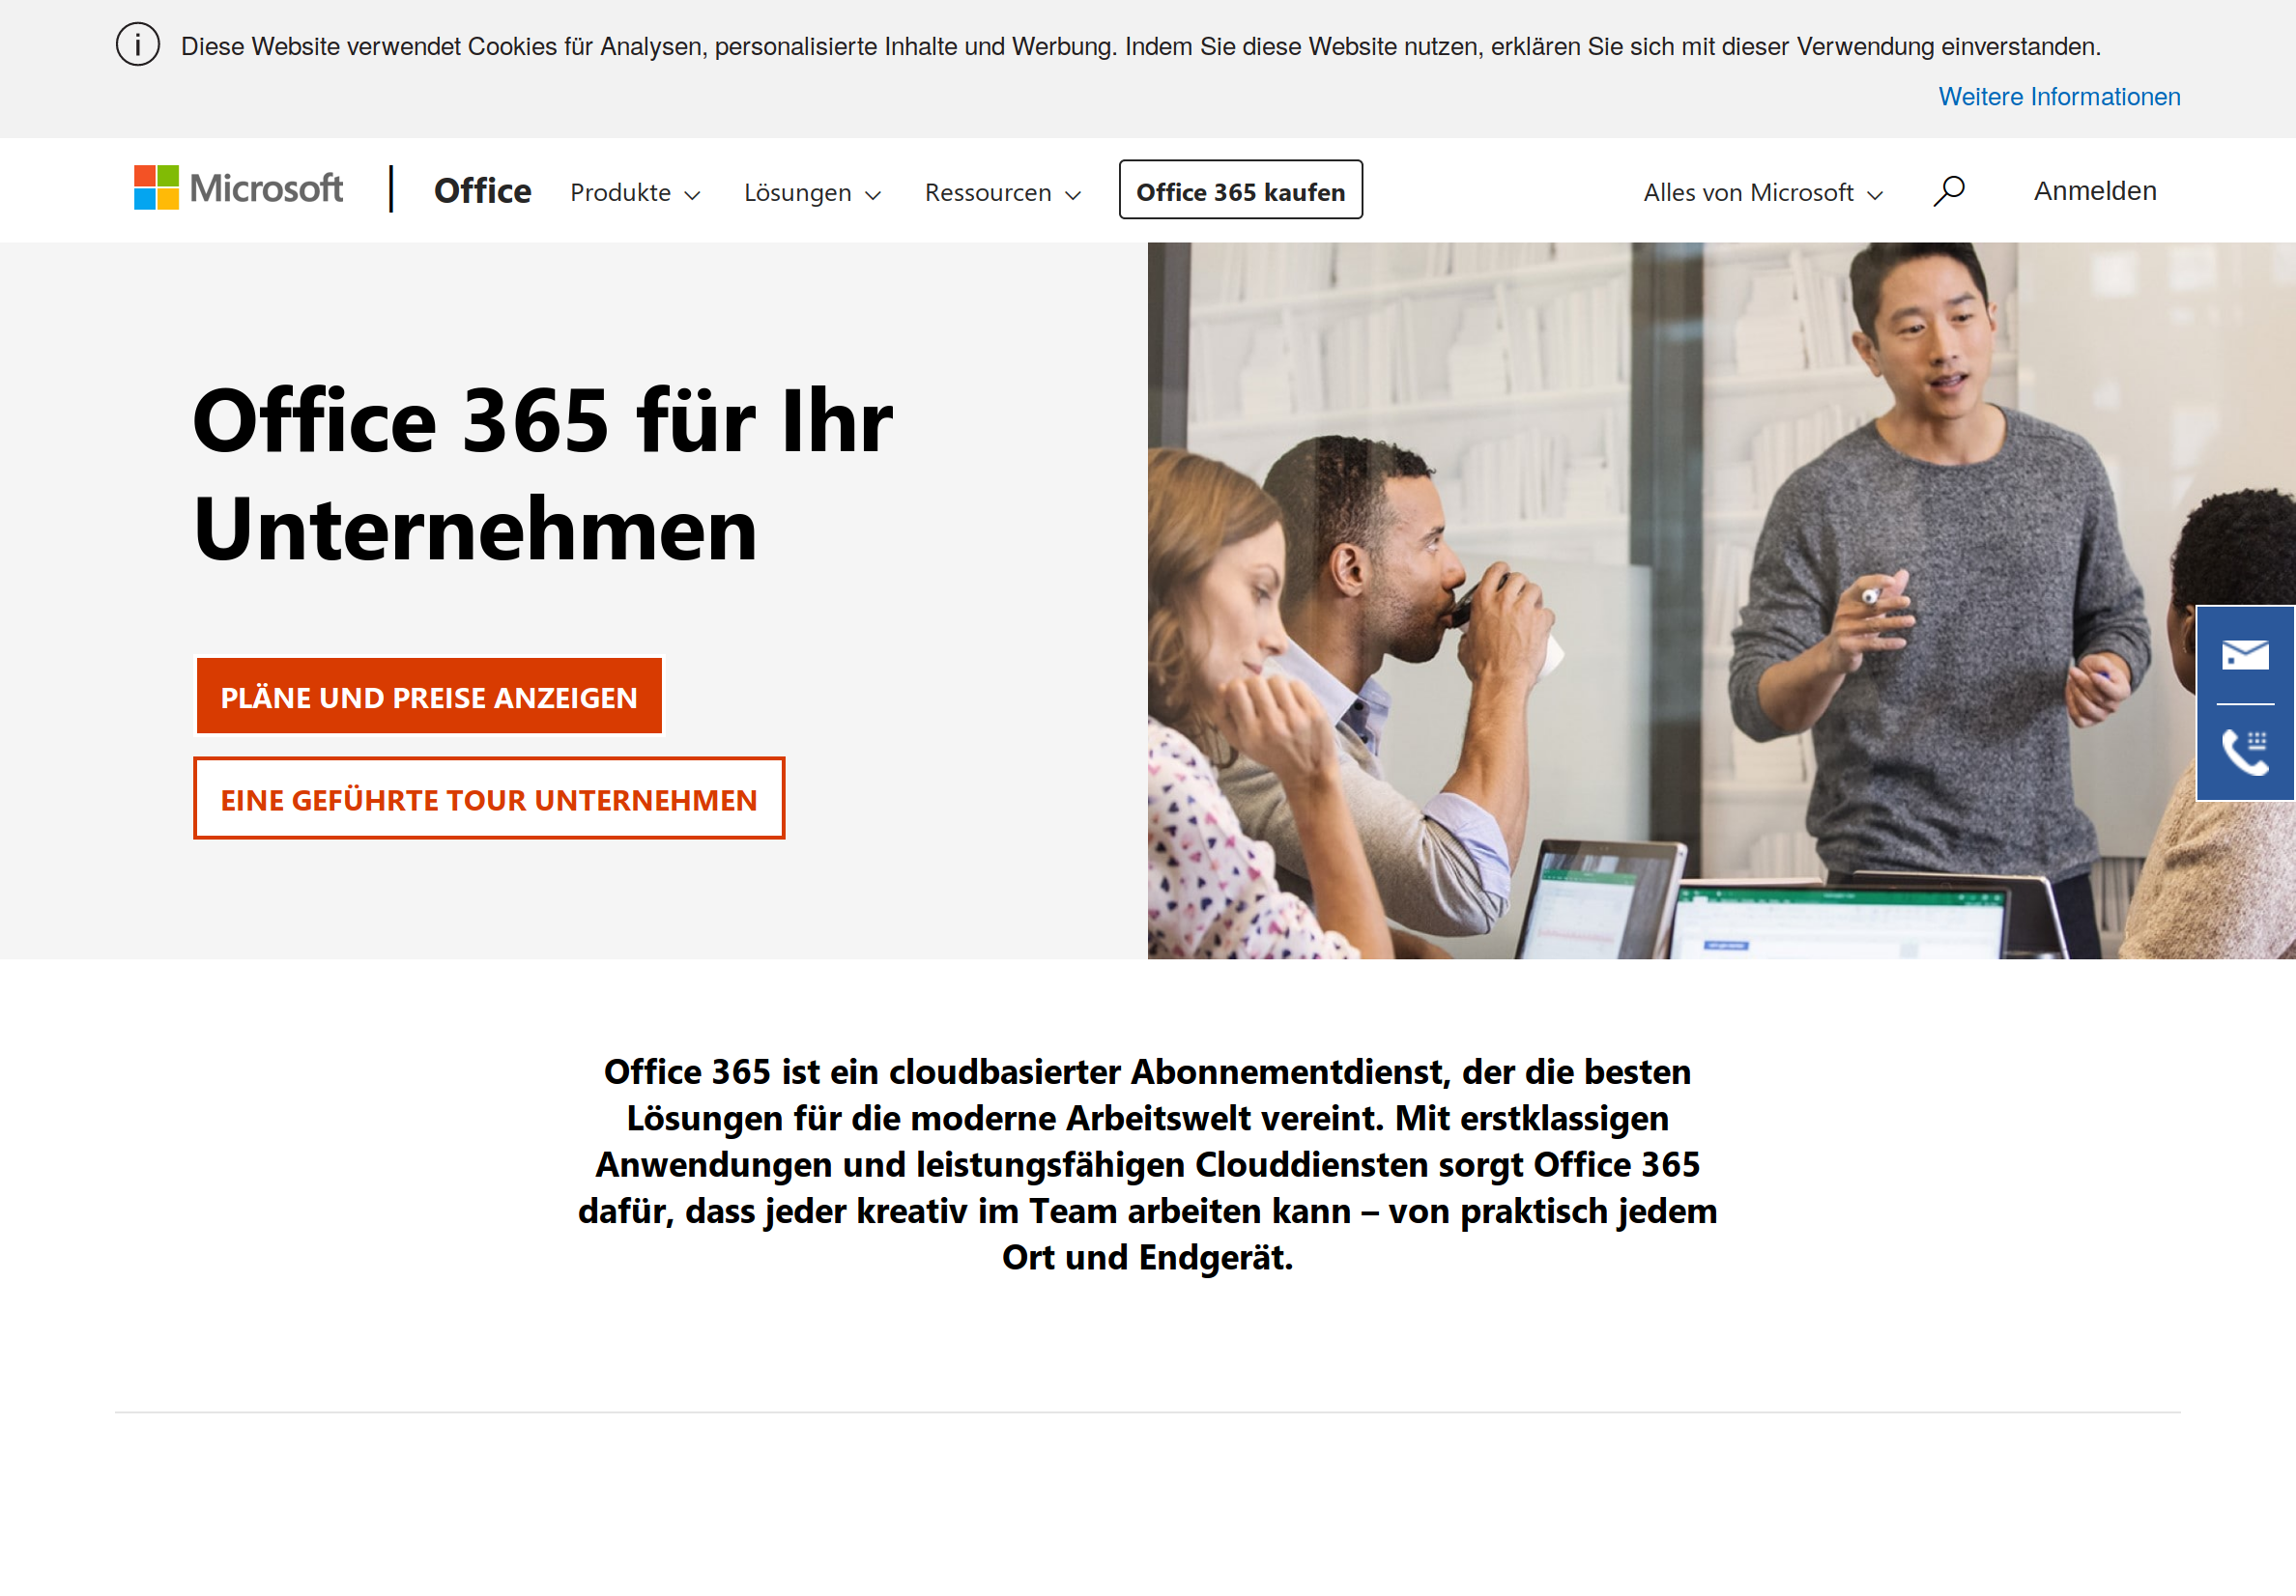 Diese Website verwendet Cookies für Analysen, personalisierte Inhalte und Werbung. Indem Sie diese Website nutzen, erklären Sie sich mit dieser Verwendung einverstanden.
Weitere Informationen
Microsoft
Office
Produkte
Lösungen
Ressourcen
Office 365 kaufen
Alles von Microsoft
Anmelden
Office 365 für Ihr
Unternehmen
PLÄNE UND PREISE ANZEIGEN
EINE GEFÜHRTE TOUR UNTERNEHMEN
Office 365 ist ein cloudbasierter Abonnementdienst, der die besten
Lösungen für die moderne Arbeitswelt vereint. Mit erstklassigen
Anwendungen und leistungsfähigen Clouddiensten sorgt Office 365
dafür, dass jeder kreativ im Team arbeiten kann – von praktisch jedem
Ort und Endgerät.